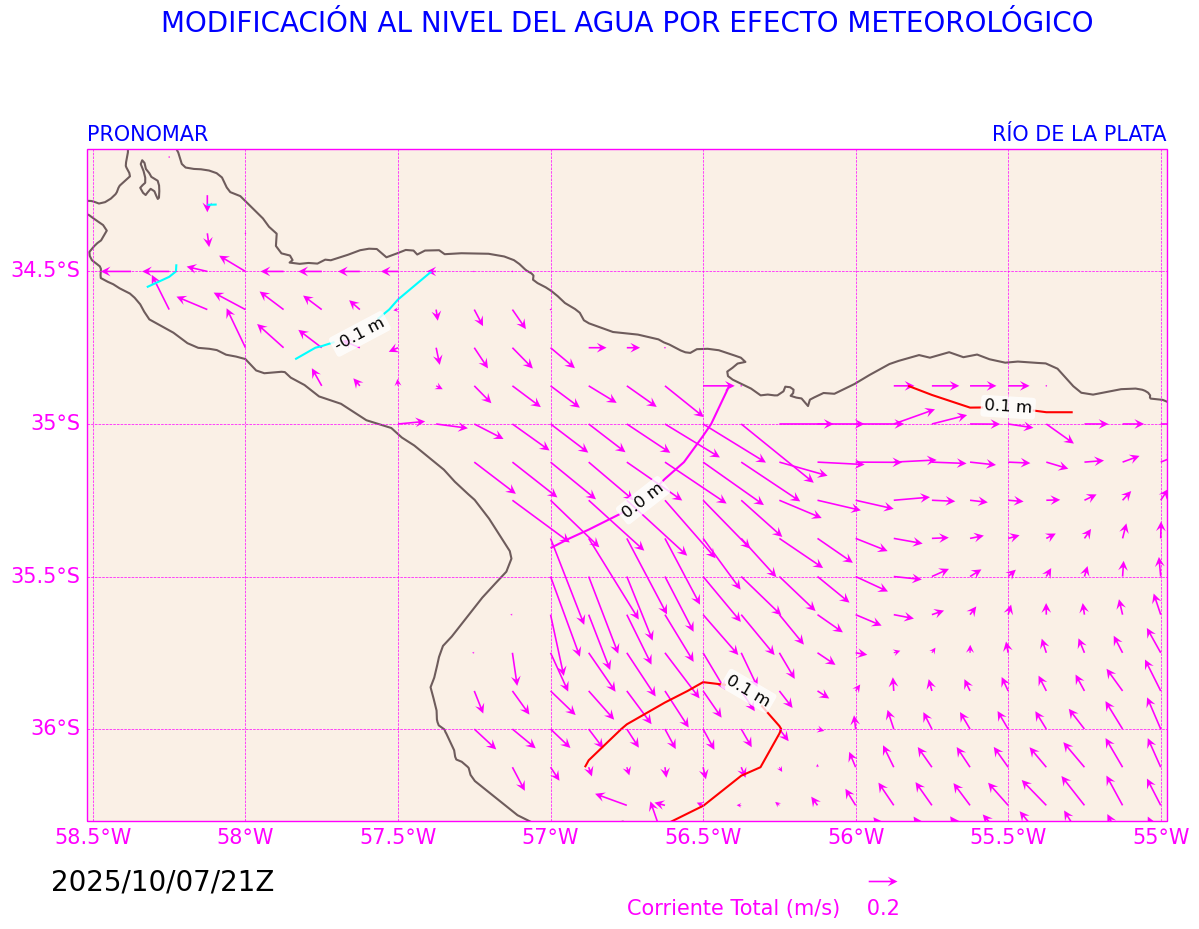 MODIFICACIÓN AL NIVEL DEL AGUA POR EFECTO METEOROLÓGICO
PRONOMAR
RÍO DE LA PLATA
34.5°S
-0.1 m
0.1 m
35°S
0.0 m
35.5°S
0.1 m
36°S
58.5°W 58°W 57.5°W 57°W 56.5°W 56°W 55.5°W 55°W
2025/10/07/21Z
Corriente Total (m/s) 0.2